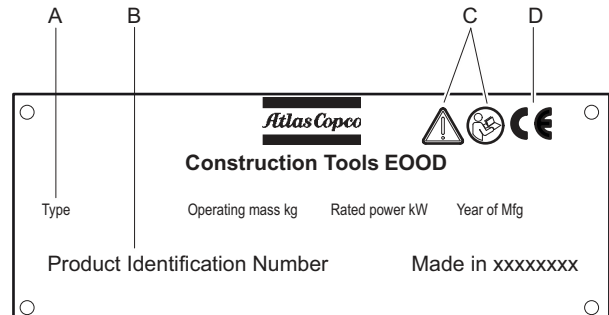 A B C D
Atlas Copco
CE
Construction Tools EOOD
Type Operating mass kg Rated power kW Year of Mfg
Product Identification Number Made in xxxxxxxx